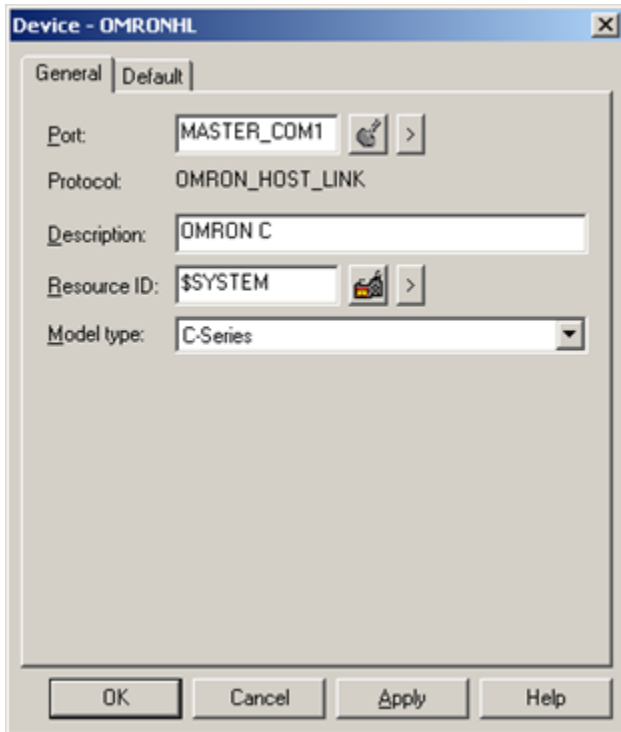 Device - OMRONHL
General Default
Port: MASTER_COM1 >
Protocol: OMRON_HOST_LINK
Description: OMRON C
Resource ID: $SYSTEM >
Model type: C-Series
OK Cancel Apply Help